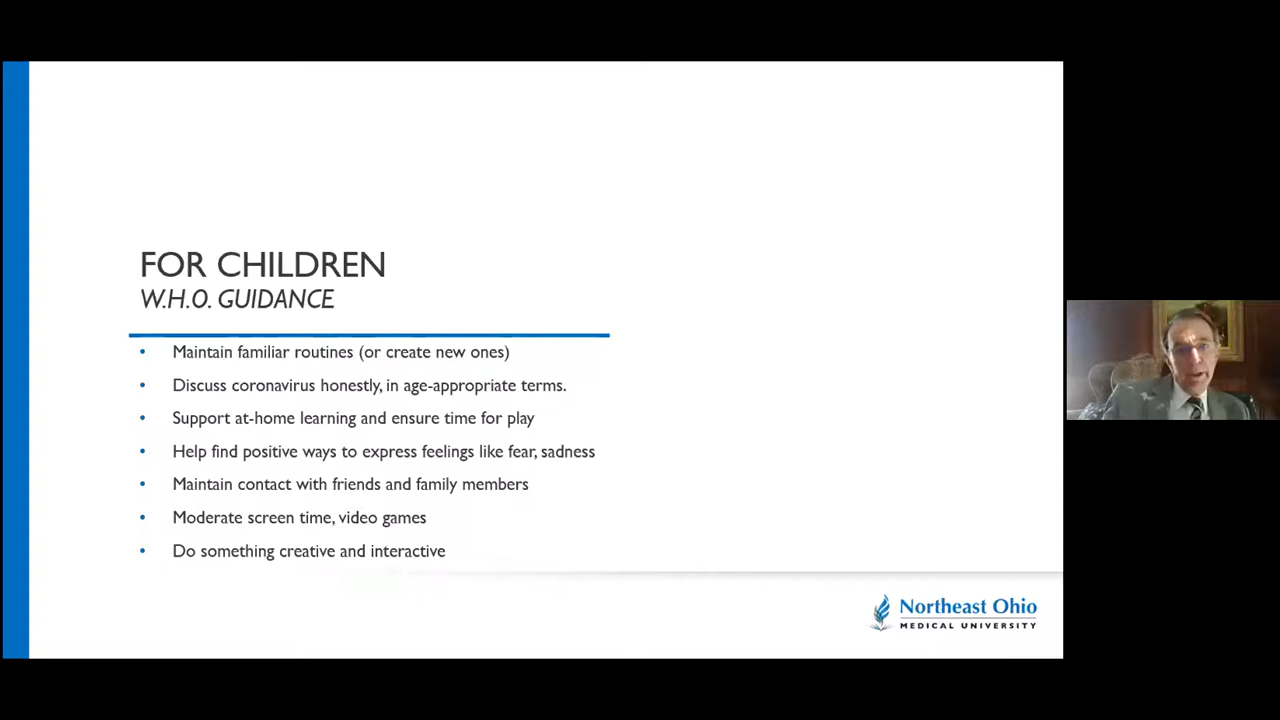 FOR CHILDREN
W.H.O. GUIDANCE
• Maintain familiar routines (or create new ones)
• Discuss coronavirus honestly, in age-appropriate terms.
• Support at-home learning and ensure time for play
• Help find positive ways to express feelings like fear, sadness
• Maintain contact with friends and family members
• Moderate screen time, video games
• Do something creative and interactive
Northeast Ohio
MEDICAL UNIVERSITY